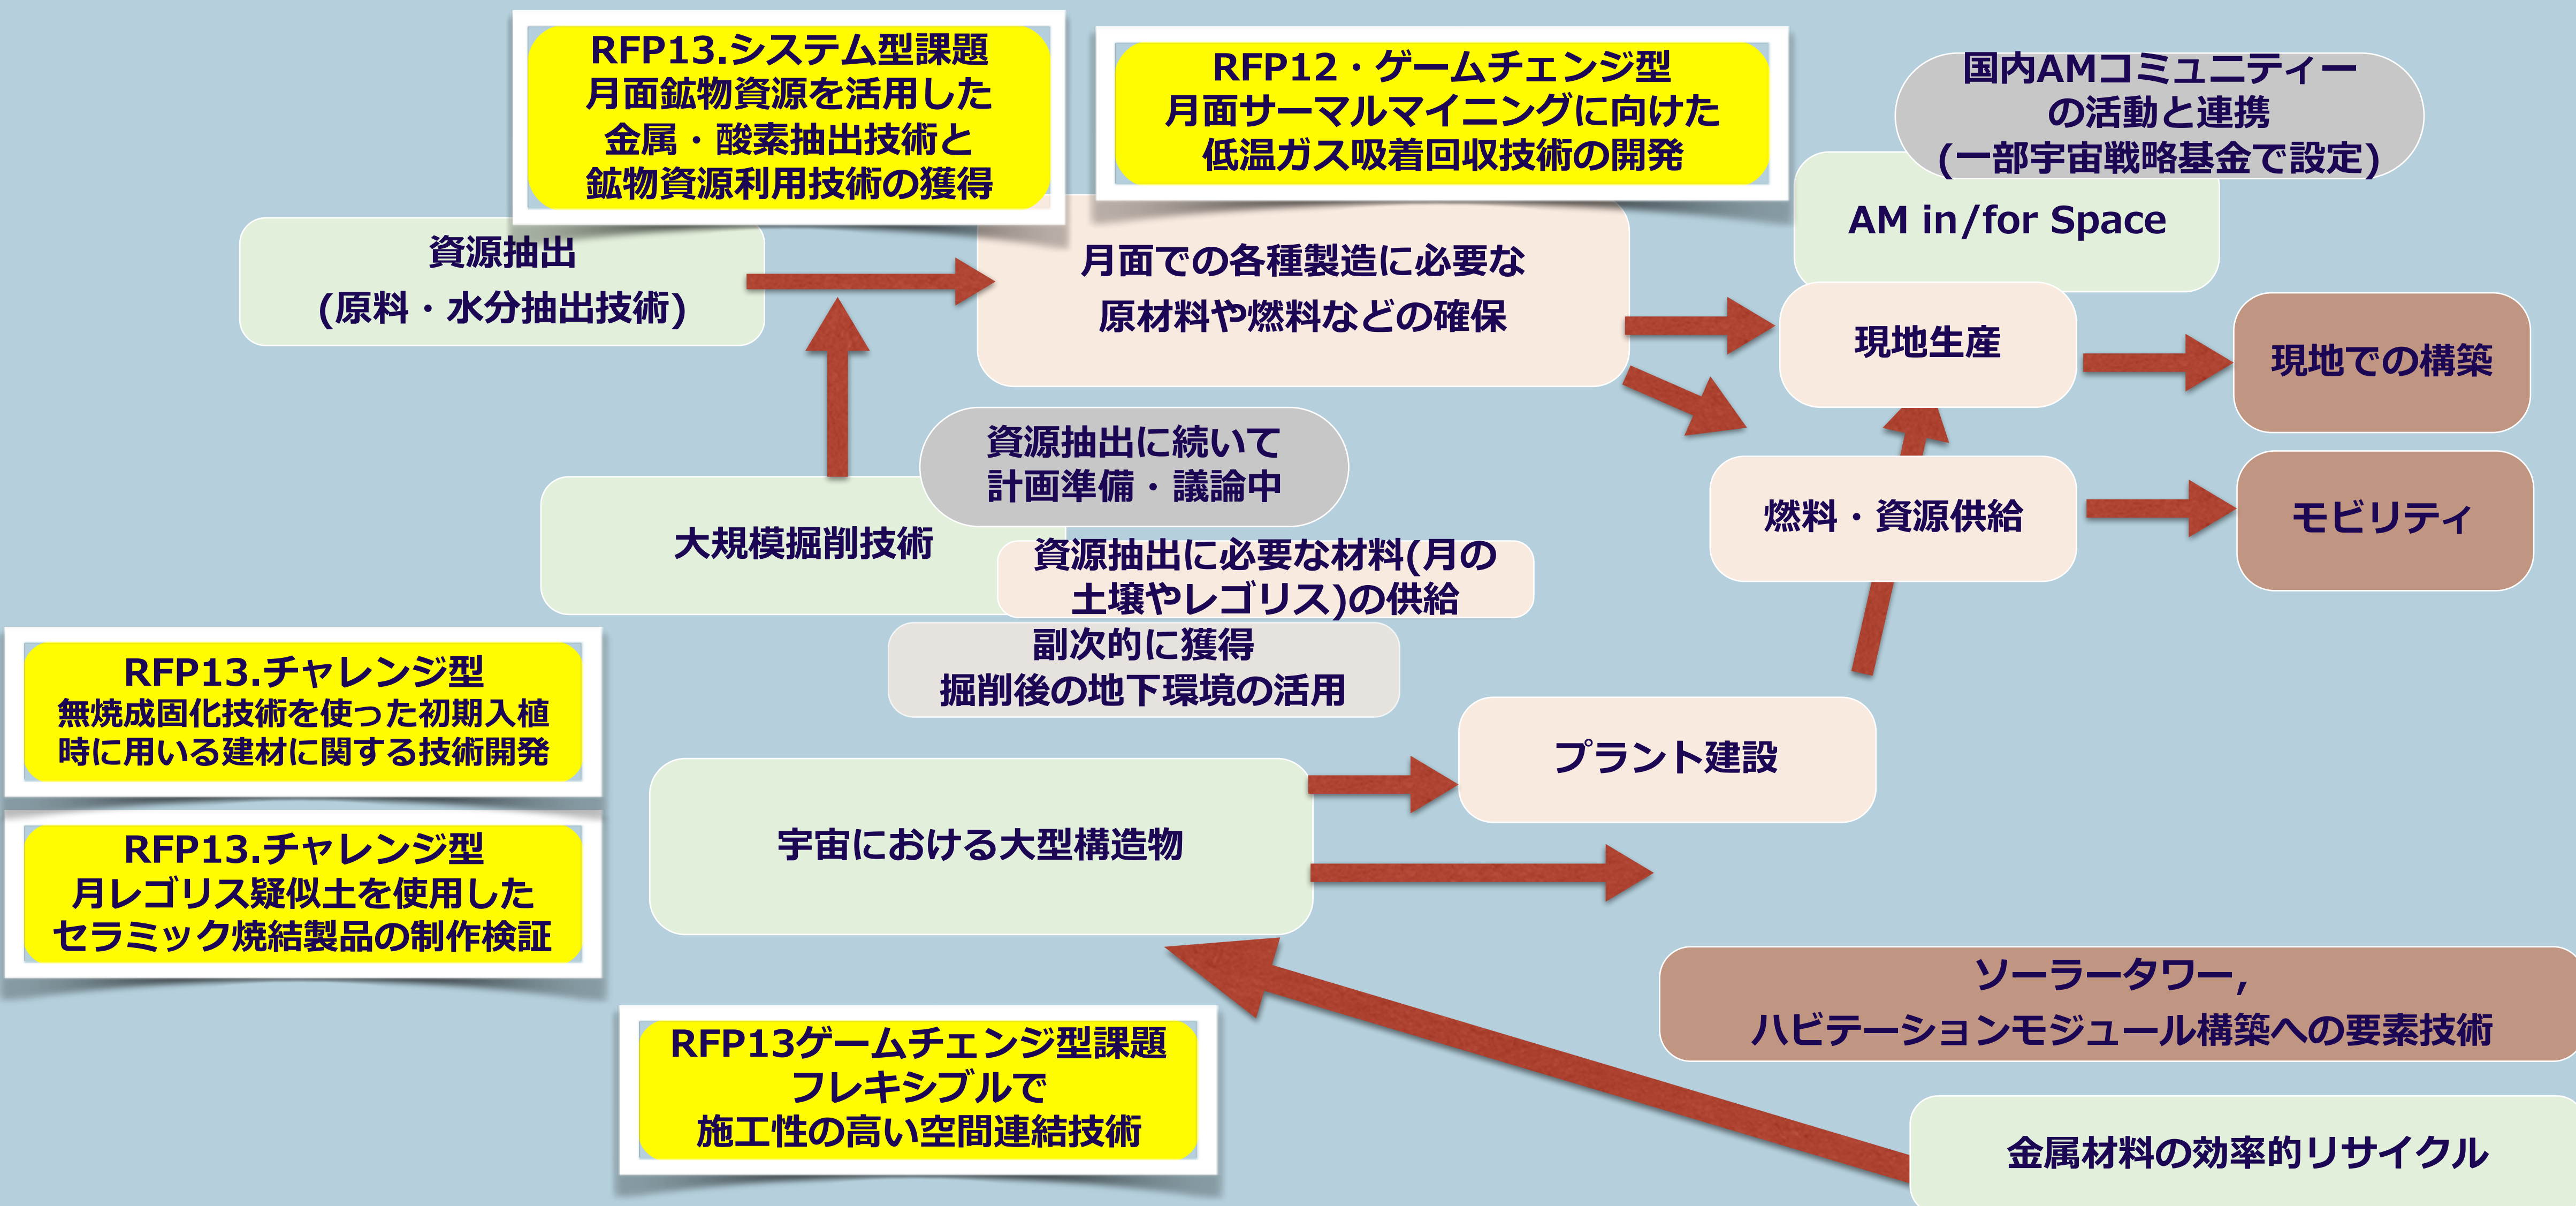 RFP13.システム型課題
月面鉱物資源を活用した
金属・酸素抽出技術と
鉱物資源利用技術の獲得
RFP12・ゲームチェンジ型
月面サーマルマイニングに向けた
低温ガス吸着回収技術の開発
国内AMコミュニティー
の活動と連携
(一部宇宙戦略基金で設定)
AM in/for Space
資源抽出
(原料・水分抽出技術)
月面での各種製造に必要な
原材料や燃料などの確保
現地生産
現地での構築
資源抽出に続いて
計画準備・議論中
燃料・資源供給
モビリティ
大規模掘削技術
資源抽出に必要な材料(月の
土壌やレゴリス)の供給
副次的に獲得
掘削後の地下環境の活用
RFP13.チャレンジ型
無焼成固化技術を使った初期入植
時に用いる建材に関する技術開発
プラント建設
RFP13.チャレンジ型
月レゴリス疑似土を使用した
セラミック焼結製品の制作検証
宇宙における大型構造物
ソーラータワー,
ハビテーションモジュール構築への要素技術
RFP13ゲームチェンジ型課題
フレキシブルで
施工性の高い空間連結技術
金属材料の効率的リサイクル